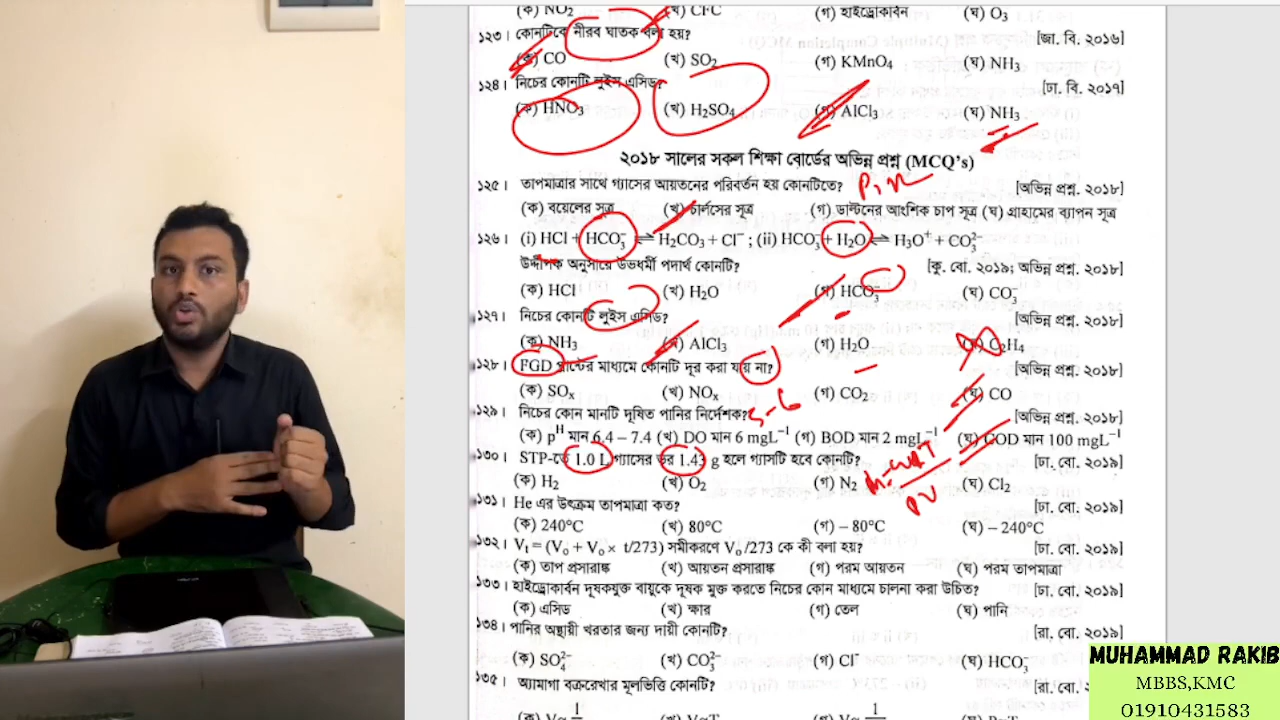 (ক) NO₂ (খ) CFC (গ) হাইড্রোকার্বন (ঘ) O₃
১২৩। কোনটিকে নীরব ঘাতক বলা হয়? [জা. বি. ২০১৬]
(ক) CO (খ) SO₂ (গ) KMnO₄ (ঘ) NH₃
১২৪। নিচের কোনটি লুইস এসিড? [ঢা. বি. ২০১৭]
(ক) HNO₃ (খ) H₂SO₄ (গ) AlCl₃ (ঘ) NH₃
২০১৮ সালের সকল শিক্ষা বোর্ডের অভিন্ন প্রশ্ন (MCQ's)
১২৫। তাপমাত্রার সাথে গ্যাসের আয়তনের পরিবর্তন হয় কোনটিতে? P, n [অভিন্ন প্রশ্ন. ২০১৮]
(ক) বয়েলের সূত্র (খ) চার্লসের সূত্র (গ) ডাল্টনের আংশিক চাপ সূত্র (ঘ) গ্রাহামের ব্যাপন সূত্র
১২৬। (i) HCl + HCO₃⁻ ⇌ H₂CO₃ + Cl⁻ ; (ii) HCO₃⁻ + H₂O ⇌ H₃O⁺ + CO₃²⁻
উদ্দীপক অনুসারে উভধর্মী পদার্থ কোনটি? [কু. বো. ২০১৯; অভিন্ন প্রশ্ন. ২০১৮]
(ক) HCl (খ) H₂O (গ) HCO₃⁻ (ঘ) CO₃⁻
১২৭। নিচের কোনটি লুইস এসিড? [অভিন্ন প্রশ্ন. ২০১৮]
(ক) NH₃ (খ) AlCl₃ (গ) H₂O (ঘ) C₂H₄
১২৮। FGD প্লান্টের মাধ্যমে কোনটি দূর করা যায় না? [অভিন্ন প্রশ্ন. ২০১৮]
(ক) SOₓ (খ) NOₓ (গ) CO₂ (ঘ) CO
১২৯। নিচের কোন মানটি দূষিত পানির নির্দেশক? 5-6 [অভিন্ন প্রশ্ন. ২০১৮]
(ক) pᴴ মান 6.4 – 7.4 (খ) DO মান 6 mgL⁻¹ (গ) BOD মান 2 mgL⁻¹ (ঘ) COD মান 100 mgL⁻¹
১৩০। STP-তে 1.0 L গ্যাসের ভর 1.43 g হলে গ্যাসটি হবে কোনটি? [ঢা. বো. ২০১৯]
(ক) H₂ (খ) O₂ (গ) N₂ (ঘ) Cl₂
১৩১। He এর উৎক্রম তাপমাত্রা কত? [ঢা. বো. ২০১৯]
(ক) 240°C (খ) 80°C (গ) – 80°C (ঘ) – 240°C
১৩২। Vₜ = (V₀ + V₀ × t/273) সমীকরণে V₀/273 কে কী বলা হয়? [ঢা. বো. ২০১৯]
(ক) তাপ প্রসারাঙ্ক (খ) আয়তন প্রসারাঙ্ক (গ) পরম আয়তন (ঘ) পরম তাপমাত্রা
১৩৩। হাইড্রোকার্বন দূষকযুক্ত বায়ুকে দূষক মুক্ত করতে নিচের কোন মাধ্যমে চালনা করা উচিত? [ঢা. বো. ২০১৯]
(ক) এসিড (খ) ক্ষার (গ) তেল (ঘ) পানি
১৩৪। পানির অস্থায়ী খরতার জন্য দায়ী কোনটি? [রা. বো. ২০১৯]
(ক) SO₄²⁻ (খ) CO₃²⁻ (গ) Cl⁻ (ঘ) HCO₃⁻
১৩৫। অ্যামাগা বক্ররেখার মূলভিত্তি কোনটি? [রা. বো.
MUHAMMAD RAKIB
MBBS,KMC
01910431583